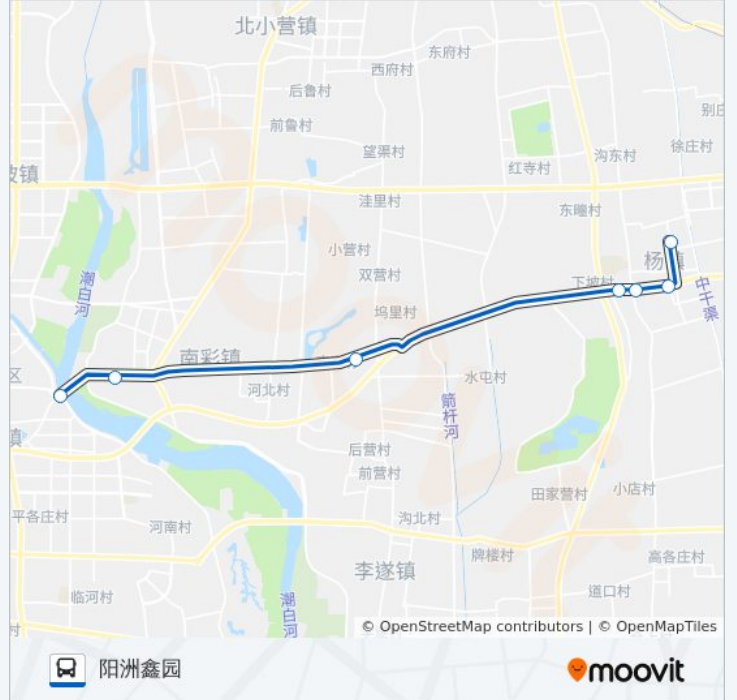 北小营镇
东府村
西府村
后鲁村
前鲁村
望渠村
红寺村
沟东村
徐庄村
坡镇
洼里村
东疃村
小营村
双营村
下坡村
潮白河
中干渠
坞里村
南彩镇
河北村
水屯村
区
箭杆河
镇
后营村
前营村
田家营村
小店村
平各庄村
河南村
沟北村
牌楼村
高各庄村
李遂镇
道口村
临河村
潮白河
村
© OpenStreetMap contributors | © OpenMapTiles
阳洲鑫园
moovit